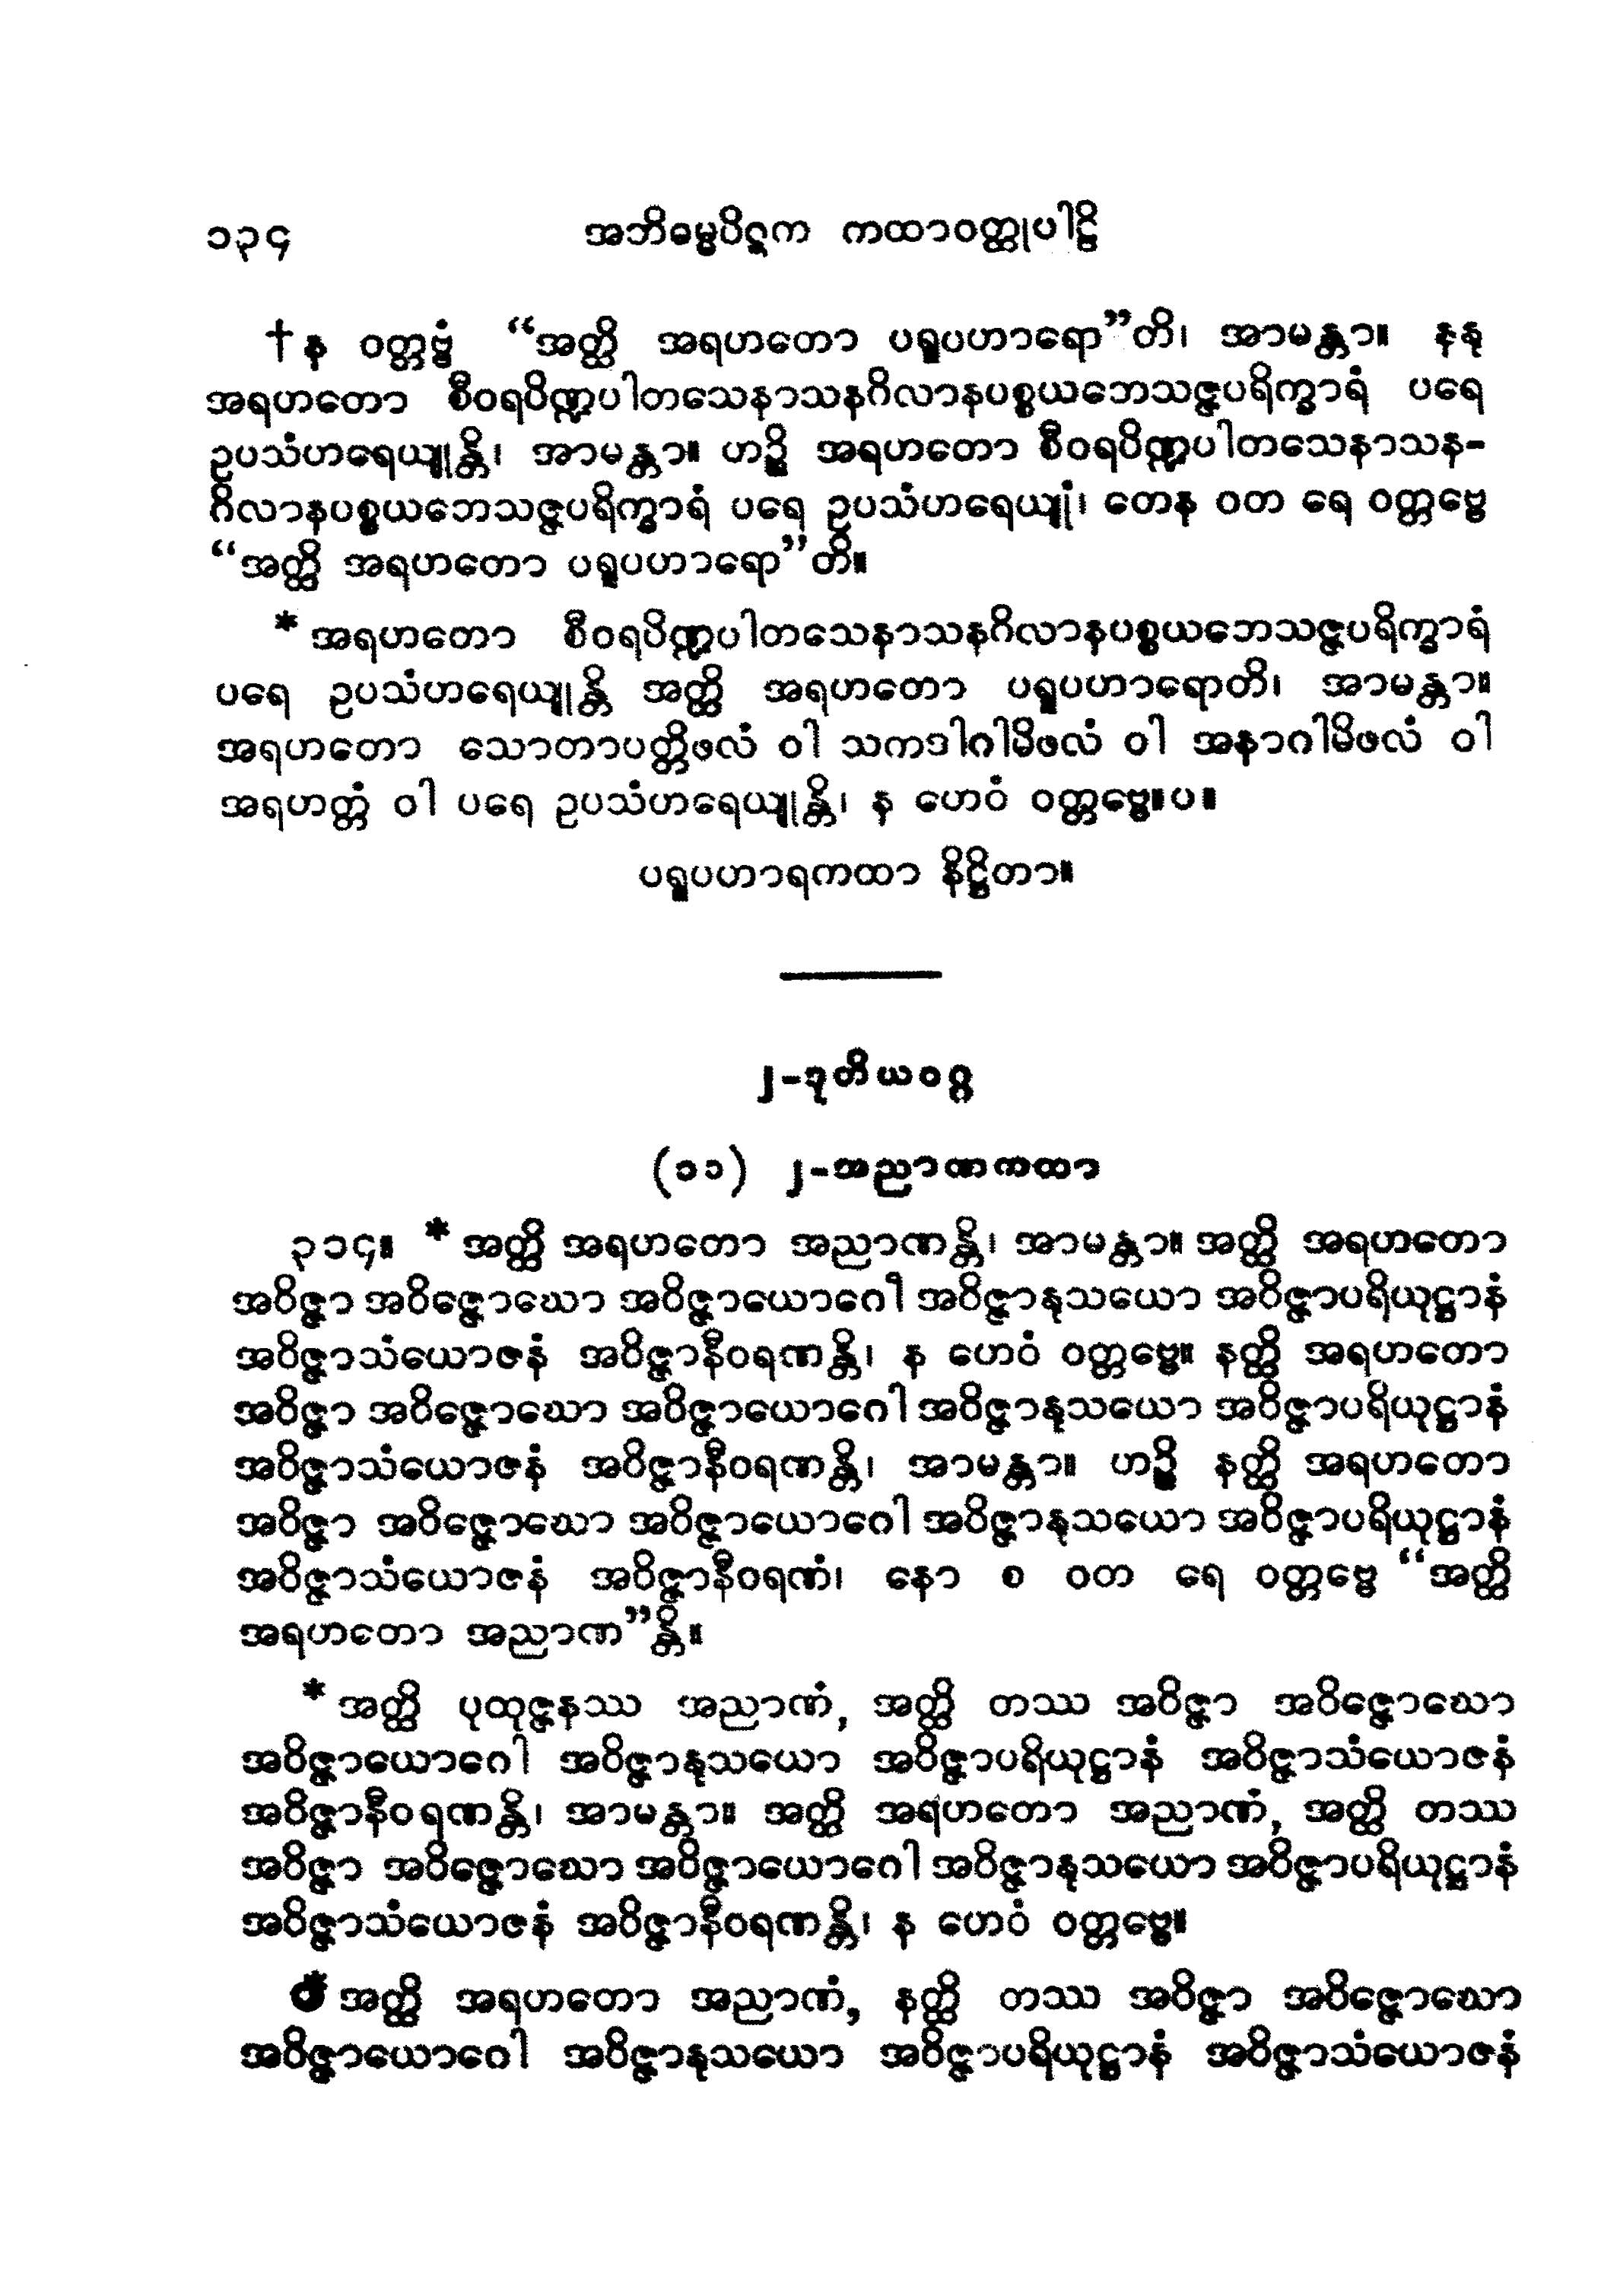 ၁၃၄ အဘိဓမ္မပိဋက ကထာဝတ္ထုပါဠိ
†န ဝတ္တဗ္ဗံ “အတ္ထိ အရဟတော ပရူပဟာရော”တိ၊ အာမန္တာ။ နနု
အရဟတော စီဝရပိဏ္ဍပါတသေနာသနဂိလာနပစ္စယဘေသဇ္ဇပရိက္ခာရံ ပရေ
ဥပသံဟရေယျုန္တိ၊ အာမန္တာ။ ဟဉ္စိ အရဟတော စီဝရပိဏ္ဍပါတသေနာသန-
ဂိလာနပစ္စယဘေသဇ္ဇပရိက္ခာရံ ပရေ ဥပသံဟရေယျုံ၊ တေန ဝတ ရေ ဝတ္တဗ္ဗေ
“အတ္ထိ အရဟတော ပရူပဟာရော”တိ။
*အရဟတော စီဝရပိဏ္ဍပါတသေနာသနဂိလာနပစ္စယဘေသဇ္ဇပရိက္ခာရံ
ပရေ ဥပသံဟရေယျုန္တိ အတ္ထိ အရဟတော ပရူပဟာရောတိ၊ အာမန္တာ။
အရဟတော သောတာပတ္တိဖလံ ဝါ သကဒါဂါမိဖလံ ဝါ အနာဂါမိဖလံ ဝါ
အရဟတ္တံ ဝါ ပရေ ဥပသံဟရေယျုန္တိ၊ န ဟေဝံ ဝတ္တဗ္ဗေ။ပ။
ပရူပဟာရကထာ နိဋ္ဌိတာ။
၂-ဒုတိယဝဂ္ဂ
(၁၁) ၂-အညာဏကထာ
၃၁၄။ *အတ္ထိ အရဟတော အညာဏန္တိ၊ အာမန္တာ။ အတ္ထိ အရဟတော
အဝိဇ္ဇာ အဝိဇ္ဇောဃော အဝိဇ္ဇာယောဂေါ အဝိဇ္ဇာနုသယော အဝိဇ္ဇာပရိယုဋ္ဌာနံ
အဝိဇ္ဇာသံယောဇနံ အဝိဇ္ဇာနီဝရဏန္တိ၊ န ဟေဝံ ဝတ္တဗ္ဗေ။ နတ္ထိ အရဟတော
အဝိဇ္ဇာ အဝိဇ္ဇောဃော အဝိဇ္ဇာယောဂေါ အဝိဇ္ဇာနုသယော အဝိဇ္ဇာပရိယုဋ္ဌာနံ
အဝိဇ္ဇာသံယောဇနံ အဝိဇ္ဇာနီဝရဏန္တိ၊ အာမန္တာ။ ဟဉ္စိ နတ္ထိ အရဟတော
အဝိဇ္ဇာ အဝိဇ္ဇောဃော အဝိဇ္ဇာယောဂေါ အဝိဇ္ဇာနုသယော အဝိဇ္ဇာပရိယုဋ္ဌာနံ
အဝိဇ္ဇာသံယောဇနံ အဝိဇ္ဇာနီဝရဏံ၊ နော စ ဝတ ရေ ဝတ္တဗ္ဗေ “အတ္ထိ
အရဟတော အညာဏ”န္တိ။
*အတ္ထိ ပုထုဇ္ဇနဿ အညာဏံ, အတ္ထိ တဿ အဝိဇ္ဇာ အဝိဇ္ဇောဃော
အဝိဇ္ဇာယောဂေါ အဝိဇ္ဇာနုသယော အဝိဇ္ဇာပရိယုဋ္ဌာနံ အဝိဇ္ဇာသံယောဇနံ
အဝိဇ္ဇာနီဝရဏန္တိ၊ အာမန္တာ။ အတ္ထိ အရဟတော အညာဏံ, အတ္ထိ တဿ
အဝိဇ္ဇာ အဝိဇ္ဇောဃော အဝိဇ္ဇာယောဂေါ အဝိဇ္ဇာနုသယော အဝိဇ္ဇာပရိယုဋ္ဌာနံ
အဝိဇ္ဇာသံယောဇနံ အဝိဇ္ဇာနီဝရဏန္တိ၊ န ဟေဝံ ဝတ္တဗ္ဗေ။
*အတ္ထိ အရဟတော အညာဏံ, နတ္ထိ တဿ အဝိဇ္ဇာ အဝိဇ္ဇောဃော
အဝိဇ္ဇာယောဂေါ အဝိဇ္ဇာနုသယော အဝိဇ္ဇာပရိယုဋ္ဌာနံ အဝိဇ္ဇာသံယောဇနံ